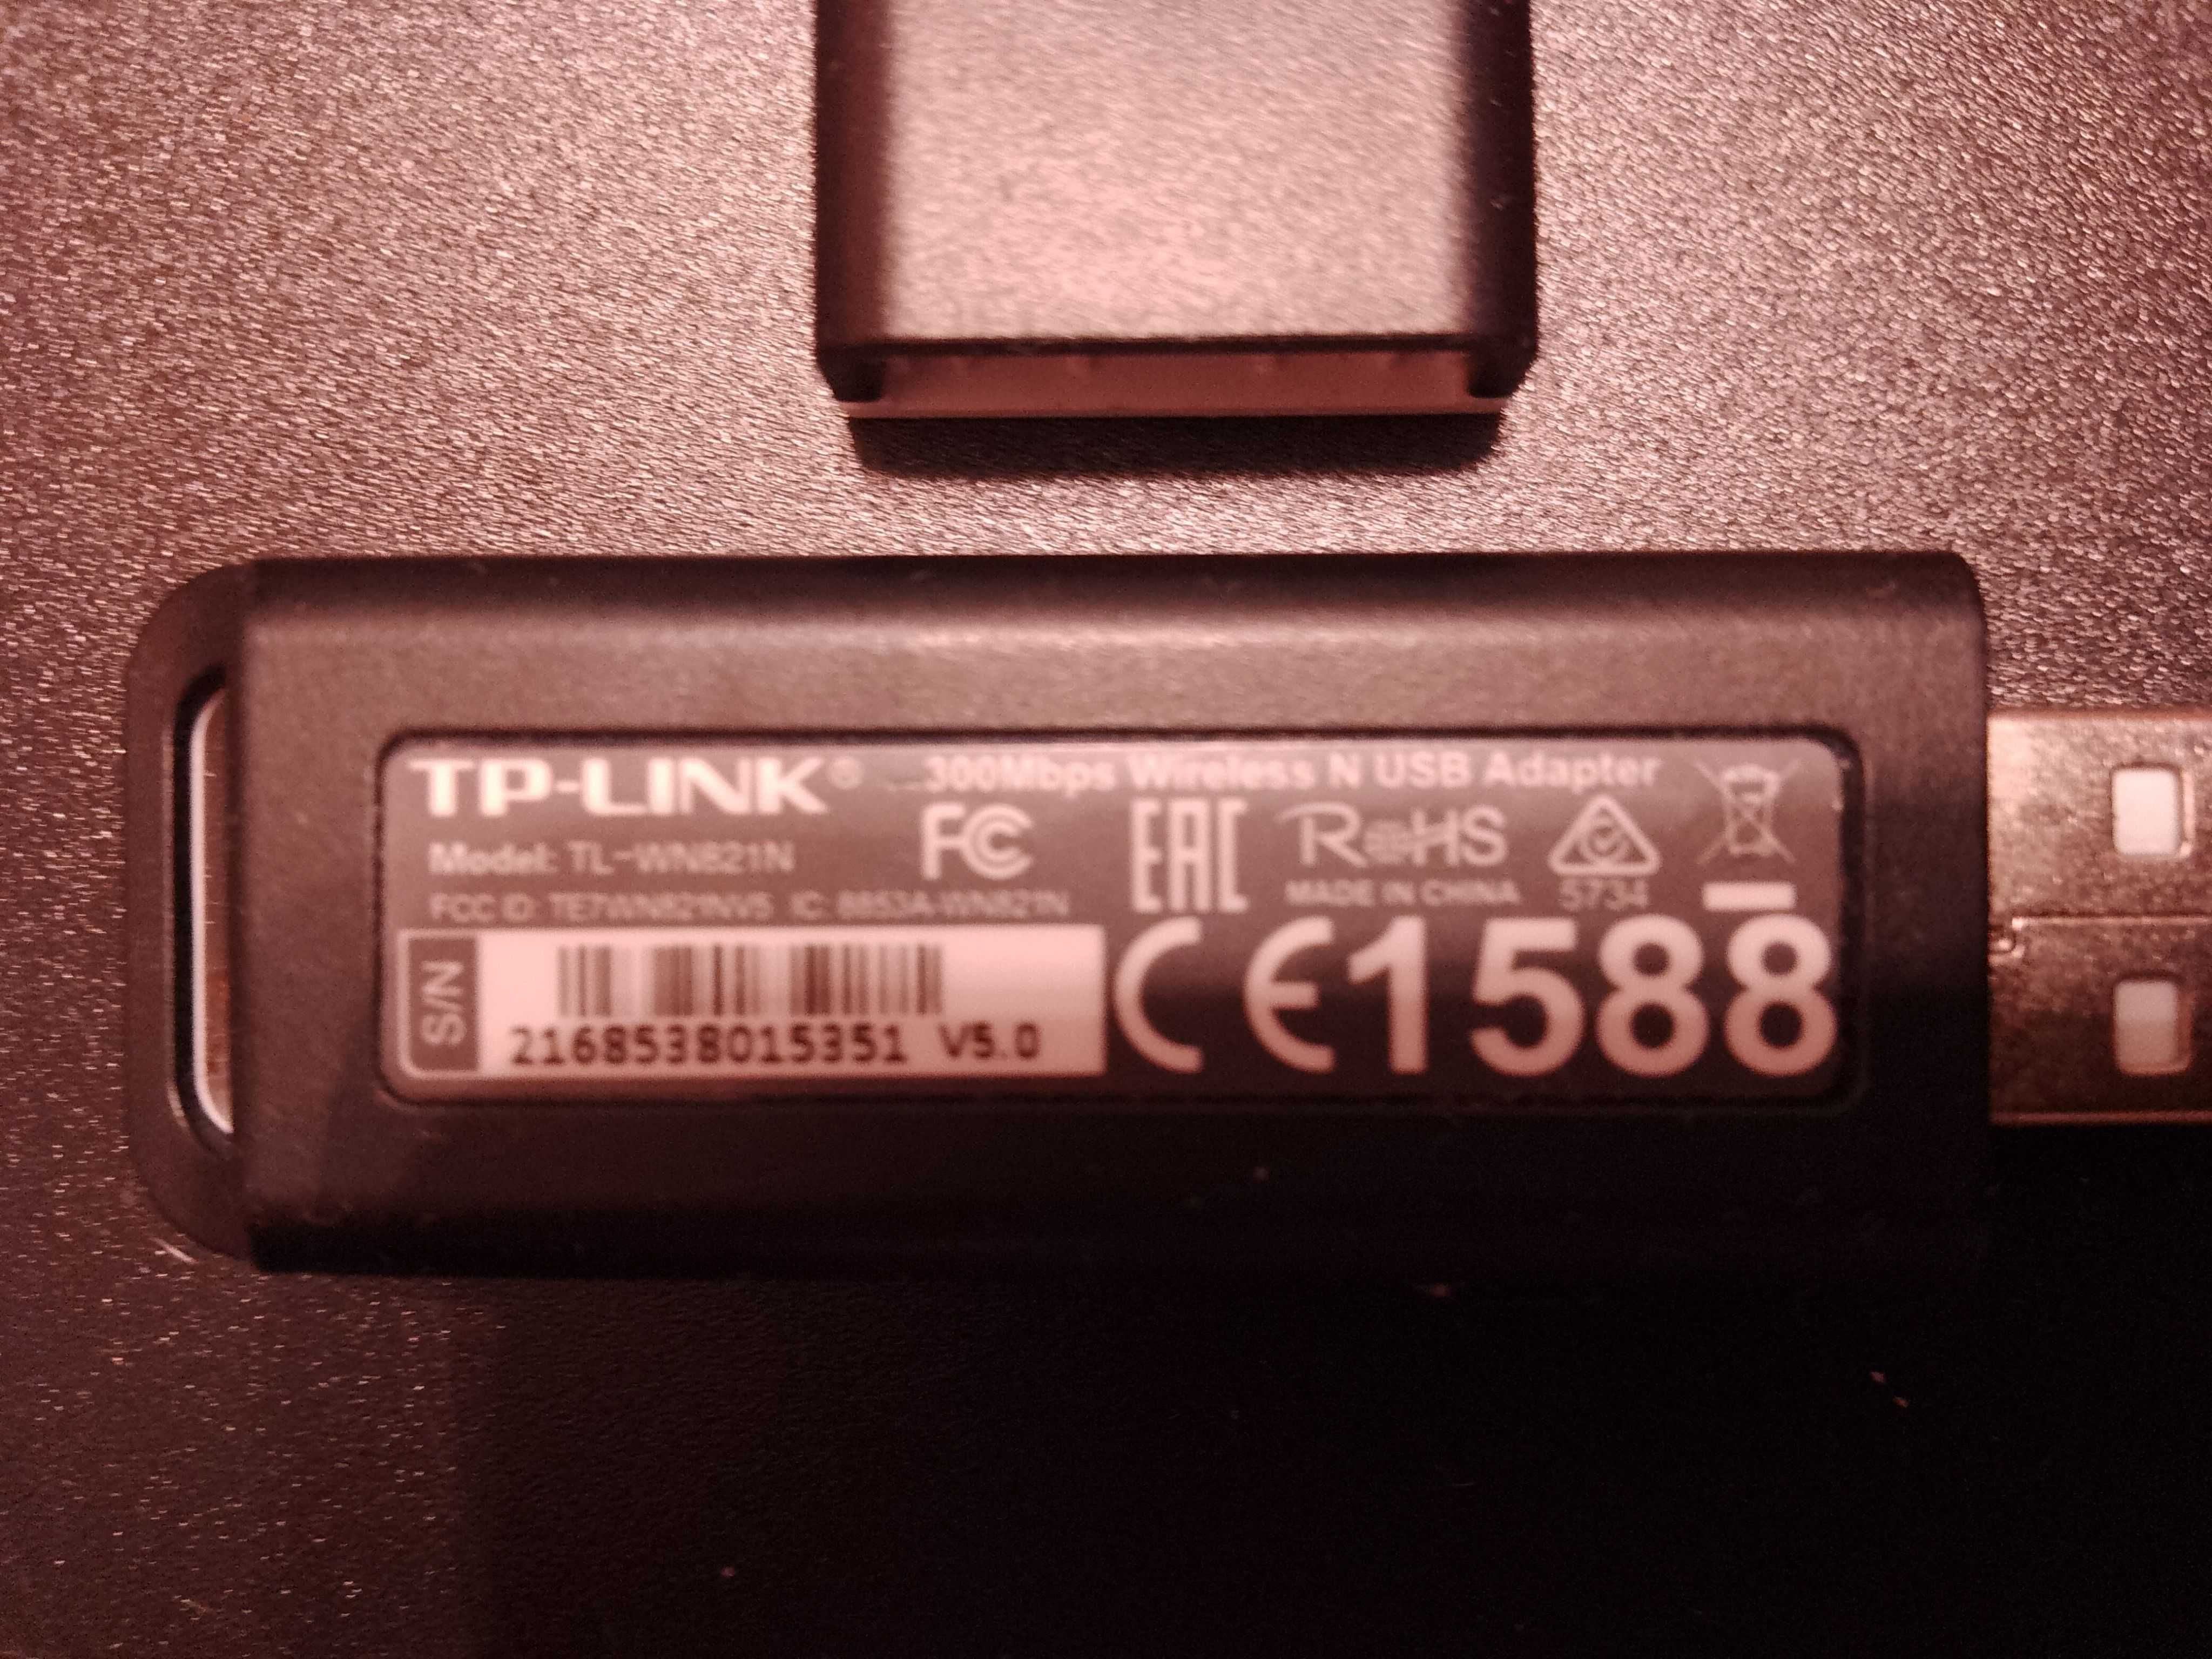 TP-LINK® 300Mbps Wireless N USB Adapter
Model: TL-WN821N
FC EAC RoHS
FCC ID: TE7WN821NV5 IC: 8853A-WN821N
MADE IN CHINA 5734
S/N
2168538015351 V5.0
CE1588